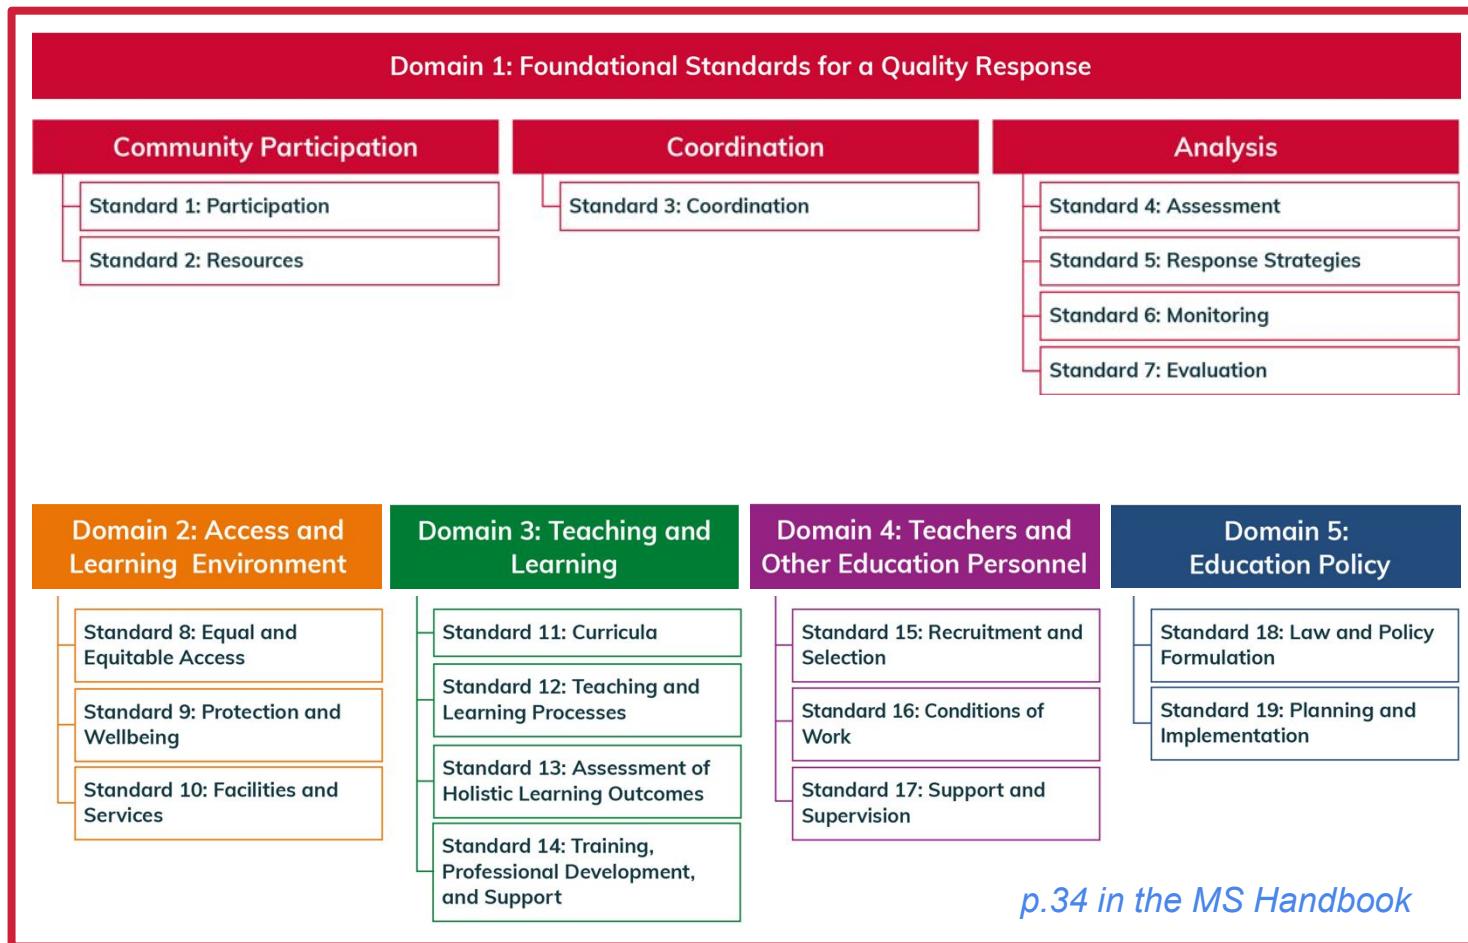 Domain 1: Foundational Standards for a Quality Response
Community Participation
Standard 1: Participation
Standard 2: Resources
Coordination
Standard 3: Coordination
Analysis
Standard 4: Assessment
Standard 5: Response Strategies
Standard 6: Monitoring
Standard 7: Evaluation
Domain 2: Access and
Learning Environment
Standard 8: Equal and
Equitable Access
Standard 9: Protection and
Wellbeing
Standard 10: Facilities and
Services
Domain 3: Teaching and
Learning
Standard 11: Curricula
Standard 12: Teaching and
Learning Processes
Standard 13: Assessment of
Holistic Learning Outcomes
Standard 14: Training,
Professional Development,
and Support
Domain 4: Teachers and
Other Education Personnel
Standard 15: Recruitment and
Selection
Standard 16: Conditions of
Work
Standard 17: Support and
Supervision
Domain 5:
Education Policy
Standard 18: Law and Policy
Formulation
Standard 19: Planning and
Implementation
p.34 in the MS Handbook